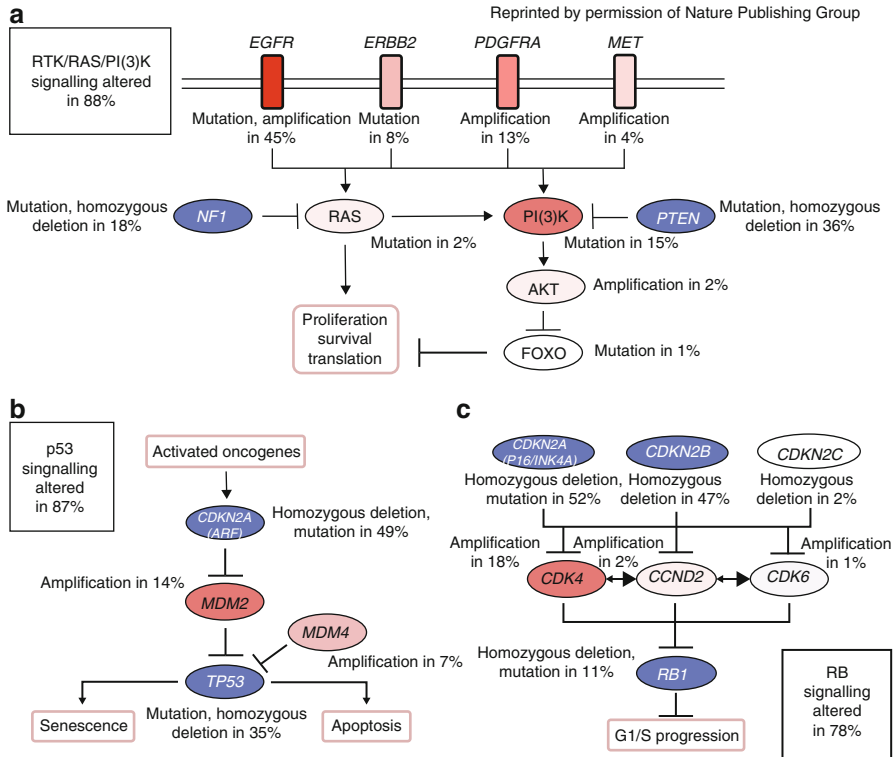 a
Reprinted by permission of Nature Publishing Group
RTK/RAS/PI(3)K
signalling altered
in 88%
EGFR
ERBB2
PDGFRA
MET
Mutation, amplification
in 45%
Mutation
in 8%
Amplification
in 13%
Amplification
in 4%
Mutation, homozygous
deletion in 18%
NF1
RAS
Mutation in 2%
PI(3)K
Mutation in 15%
PTEN
Mutation, homozygous
deletion in 36%
AKT
Amplification in 2%
Proliferation
survival
translation
FOXO
Mutation in 1%
b
p53
singnalling
altered
in 87%
Activated oncogenes
CDKN2A
(ARF)
Homozygous deletion,
mutation in 49%
Amplification in 14%
MDM2
MDM4
Amplification in 7%
TP53
Senescence
Mutation, homozygous
deletion in 35%
Apoptosis
c
CDKN2A
(P16/INK4A)
CDKN2B
CDKN2C
Homozygous deletion,
mutation in 52%
Homozygous
deletion in 47%
Homozygous
deletion in 2%
Amplification
in 18%
Amplification
in 2%
Amplification
in 1%
CDK4
CCND2
CDK6
Homozygous deletion,
mutation in 11%
RB1
G1/S progression
RB
signalling
altered
in 78%